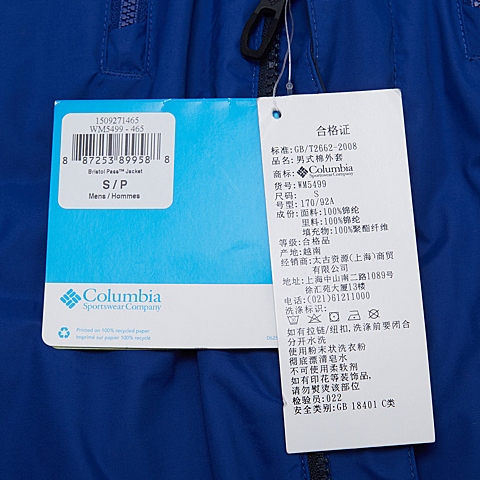 1509271465
WM5499 - 465
8 87253 89958 8
Bristol Pass™ Jacket
S / P
Mens / Hommes
Columbia
Sportswear Company
Printed on 100% recycled paper
Imprimé sur papier 100% recyclé
合格证
标准:GB/T2662-2008
品名:男式棉外套
商标:Columbia
Sportswear Company
货号:WM5499
尺码: S
号型:170/92A
成份:面料:100%锦纶
里料:100%锦纶
填充物:100%聚酯纤维
等级:合格品
产地:越南
经销商:太古资源(上海)商贸
有限公司
地址:上海中山南二路1089号
徐汇苑大厦13楼
电话:(021)61211000
洗涤标识:
如有拉链/纽扣,洗涤前要闭合
分开水洗
使用粉末状洗衣粉
彻底漂清皂水
不可使用柔软剂
如有印花等装饰品,
请勿熨烫该部位
检验员:022
安全类别:GB 18401 C类